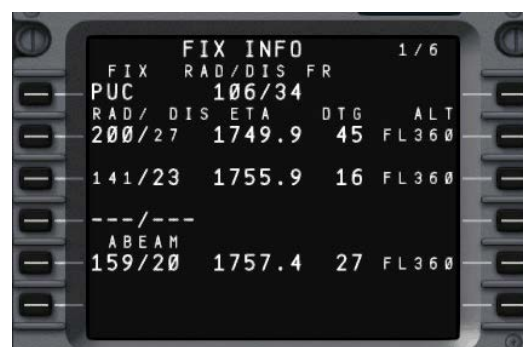 FIX INFO 1/6
FIX RAD/DIS FR
PUC 106/34
RAD/ DIS ETA DTG ALT
200/27 1749.9 45 FL360
141/23 1755.9 16 FL360
---/---
ABEAM
159/20 1757.4 27 FL360